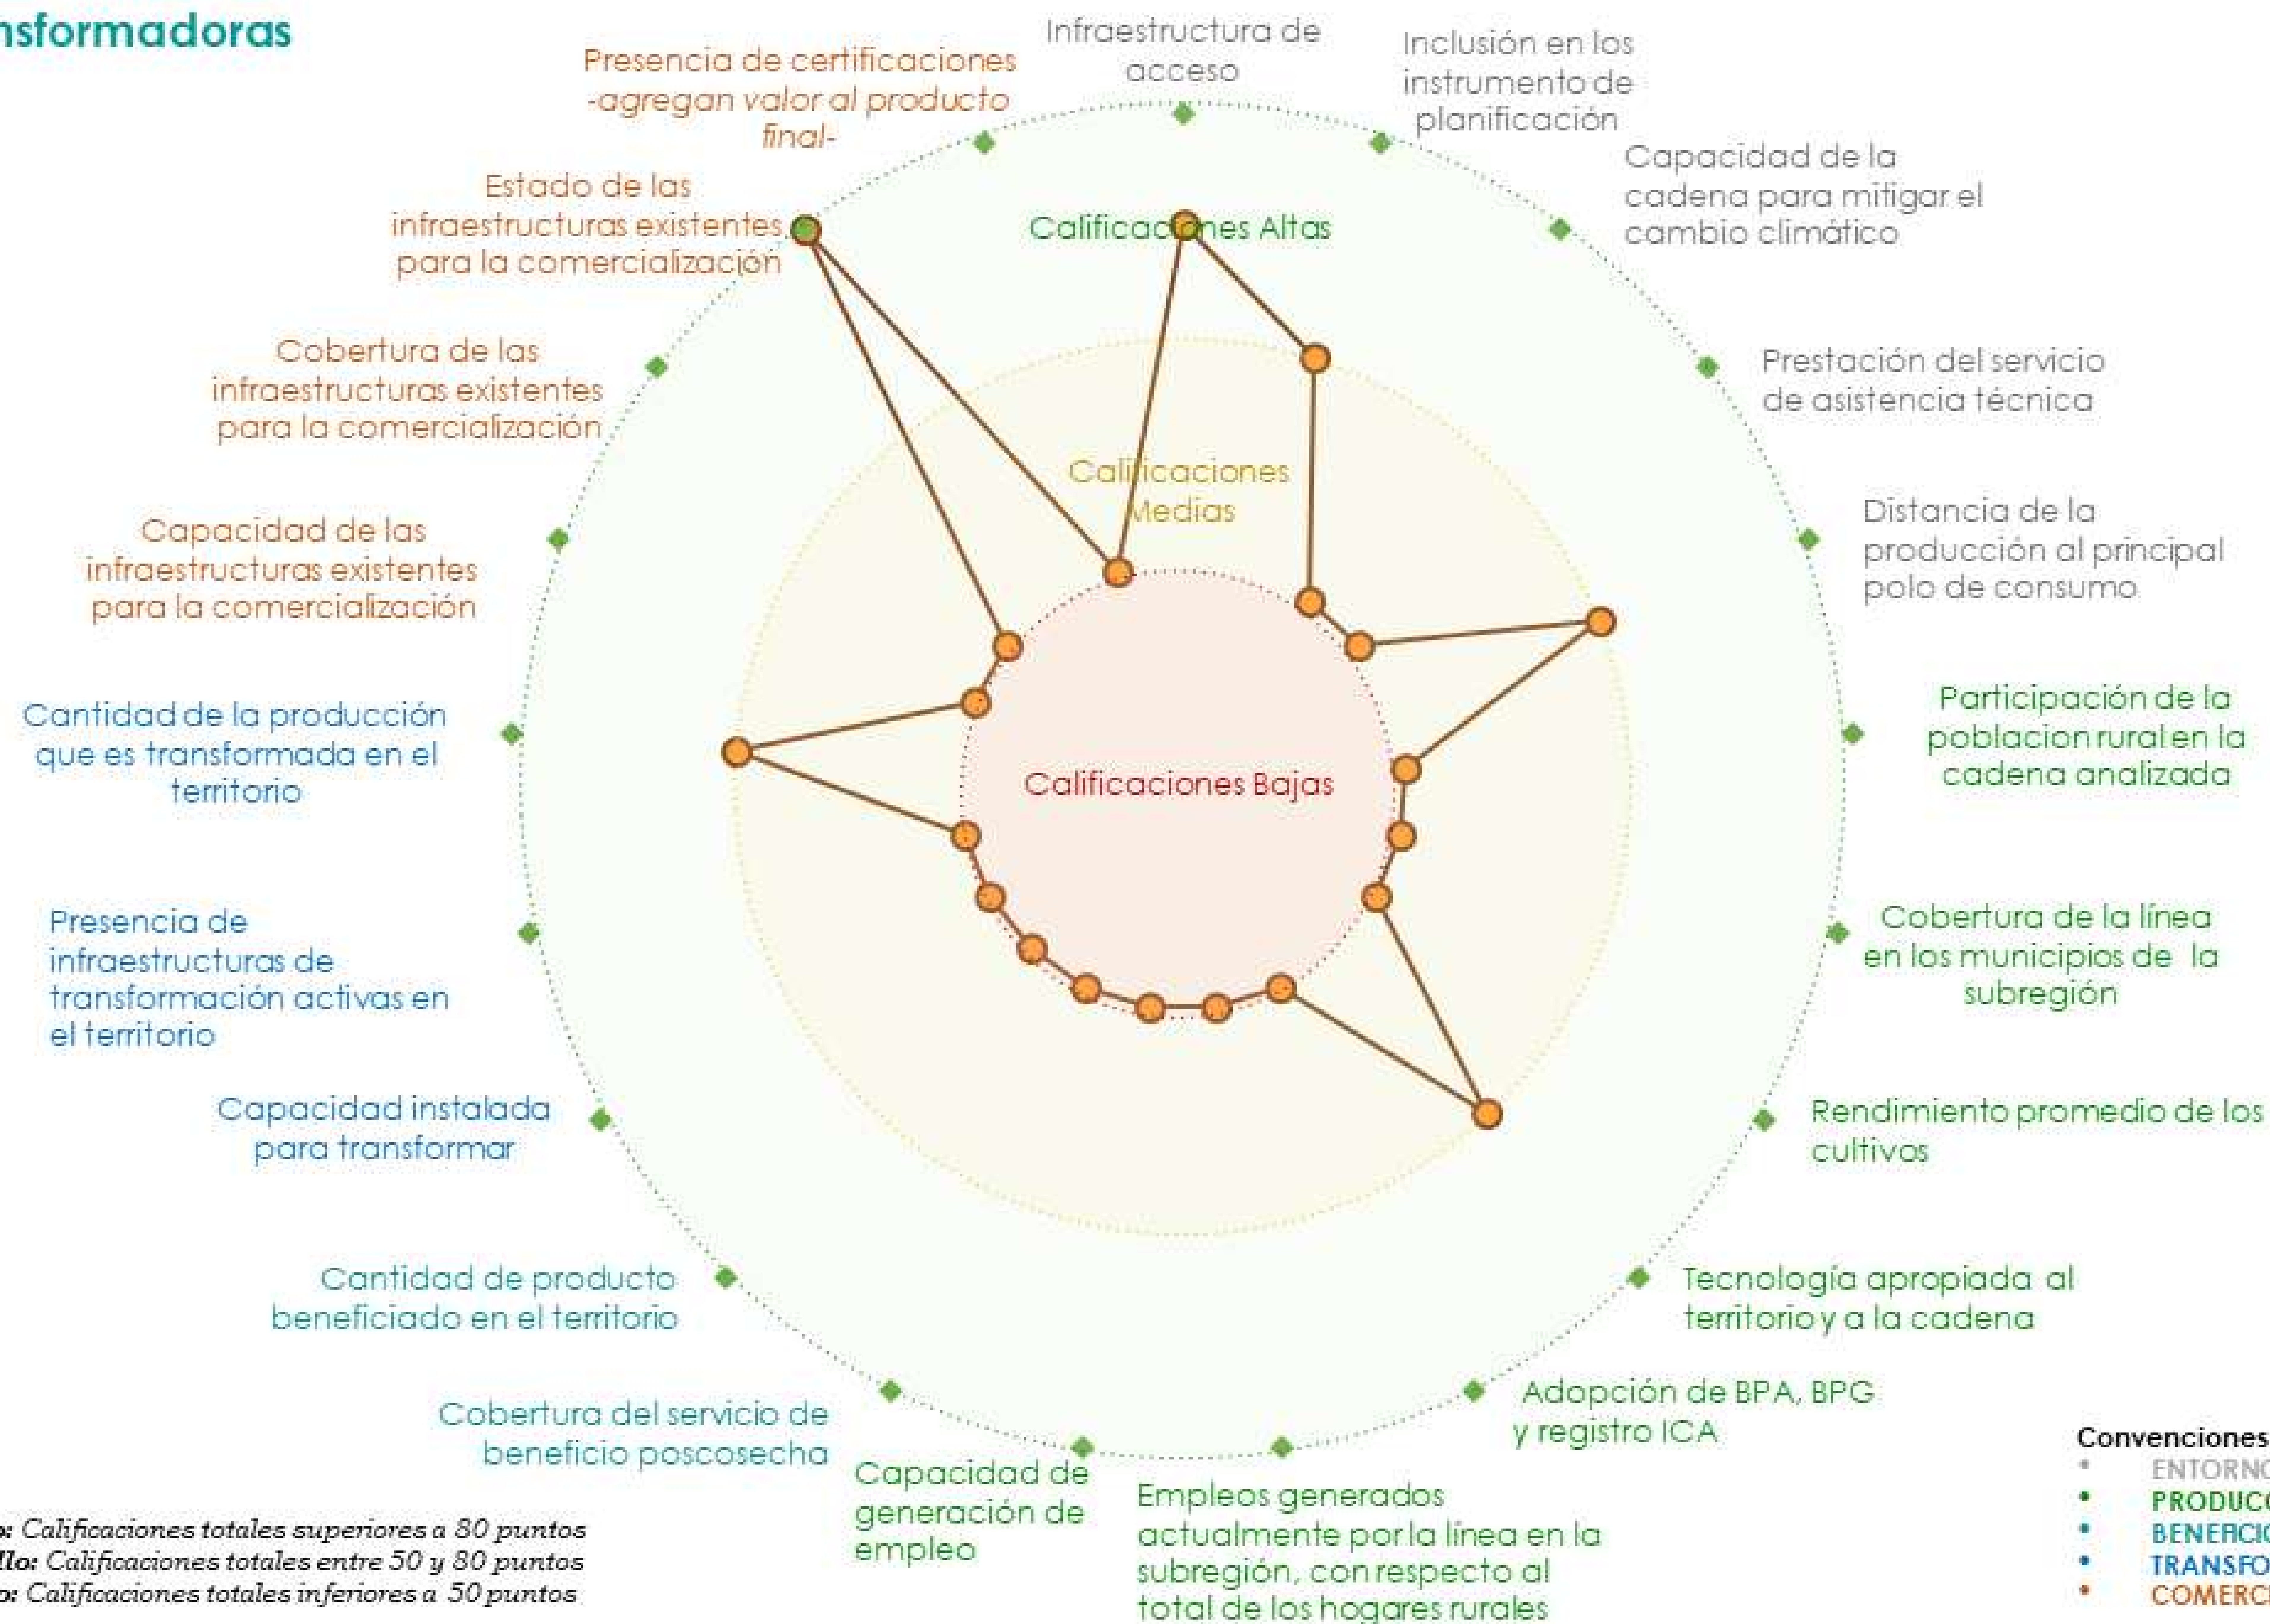 nsformadoras
Infraestructura de
acceso
Inclusión en los
instrumento de
planificación
Capacidad de la
cadena para mitigar el
cambio climático
Prestación del servicio
de asistencia técnica
Distancia de la
producción al principal
polo de consumo
Participación de la
poblacion rural en la
cadena analizada
Cobertura de la línea
en los municipios de la
subregión
Rendimiento promedio de los
cultivos
Tecnología apropiada al
territorio y a la cadena
Adopción de BPA, BPG
y registro ICA
Empleos generados
actualmente por la línea en la
subregión, con respecto al
total de los hogares rurales
Capacidad de
generación de
empleo
Cobertura del servicio de
beneficio poscosecha
Cantidad de producto
beneficiado en el territorio
Capacidad instalada
para transformar
Presencia de
infraestructuras de
transformación activas en
el territorio
Cantidad de la producción
que es transformada en el
territorio
Capacidad de las
infraestructuras existentes
para la comercialización
Cobertura de las
infraestructuras existentes
para la comercialización
Estado de las
infraestructuras existentes
para la comercialización
Presencia de certificaciones
-agregan valor al producto
final-
Calificaciones Altas
Calificaciones
Medias
Calificaciones Bajas
o: Calificaciones totales superiores a 80 puntos
llo: Calificaciones totales entre 50 y 80 puntos
o: Calificaciones totales inferiores a 50 puntos
Convenciones
• ENTORNO
• PRODUCC
• BENEFICIO
• TRANSFO
• COMERC